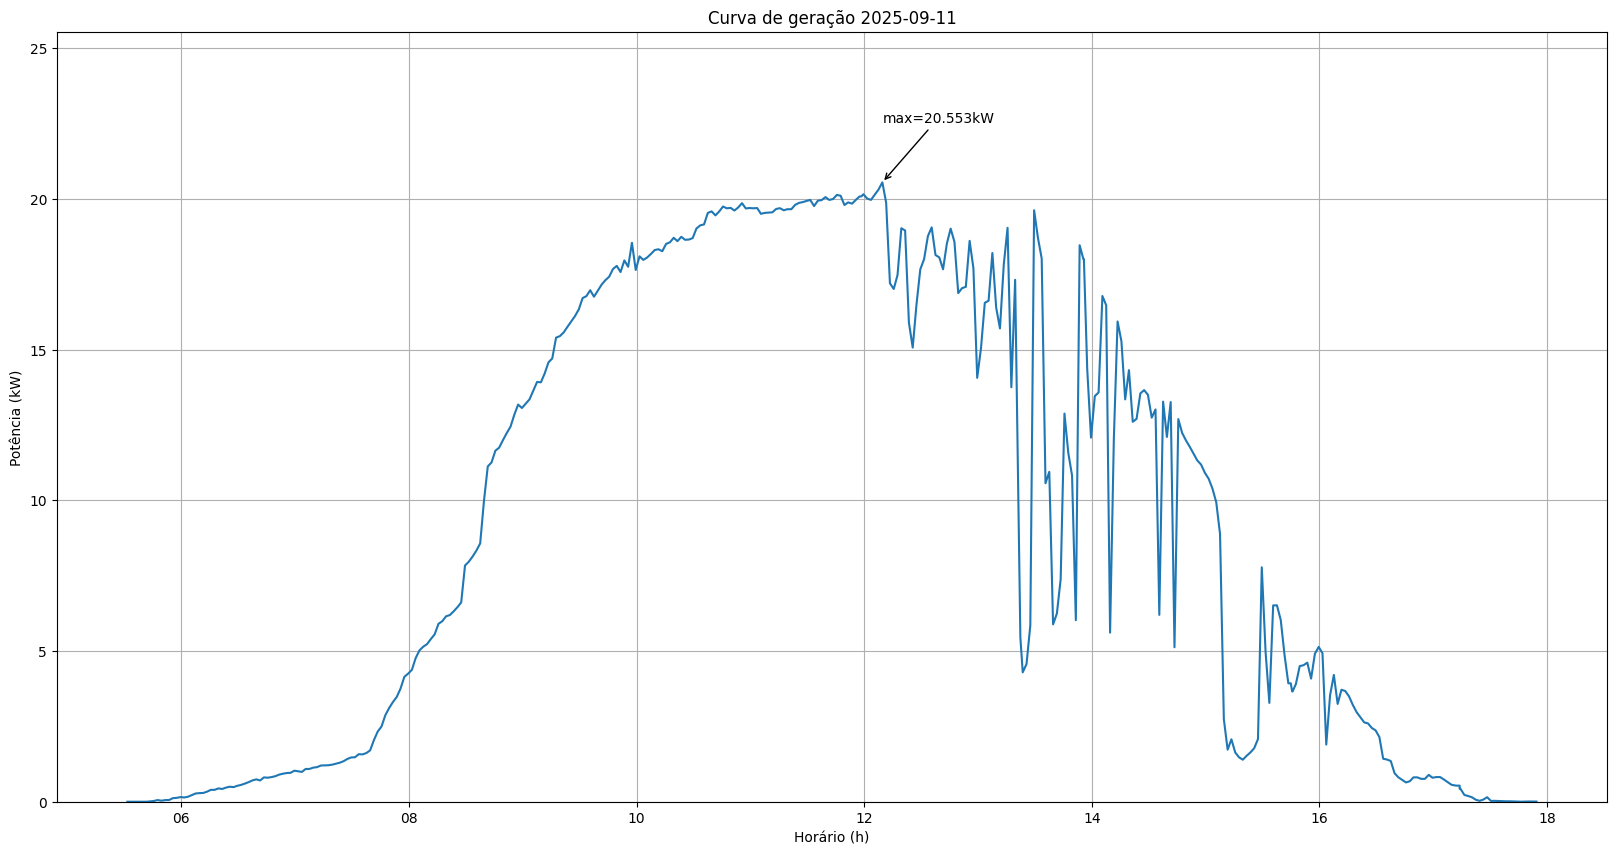 Curva de geração 2025-09-11
25
max=20.553kW
20
15
Potência (kW)
10
5
0
06 08 10 12 14 16 18
Horário (h)